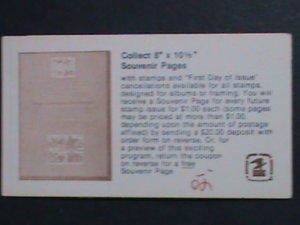 Collect 8" x 10½"
Souvenir Pages
with stamps and "First Day of Issue"
cancellations available for all stamps,
designed for albums or framing. You will
receive a Souvenir Page for every future
stamp issue for $1.00 each (some pages
may be priced at more than $1.00,
depending upon the amount of postage
affixed) by sending a $20.00 deposit with
order form on reverse. Or, for
a preview of this exciting
program, return the coupon
on reverse for a free
Souvenir Page